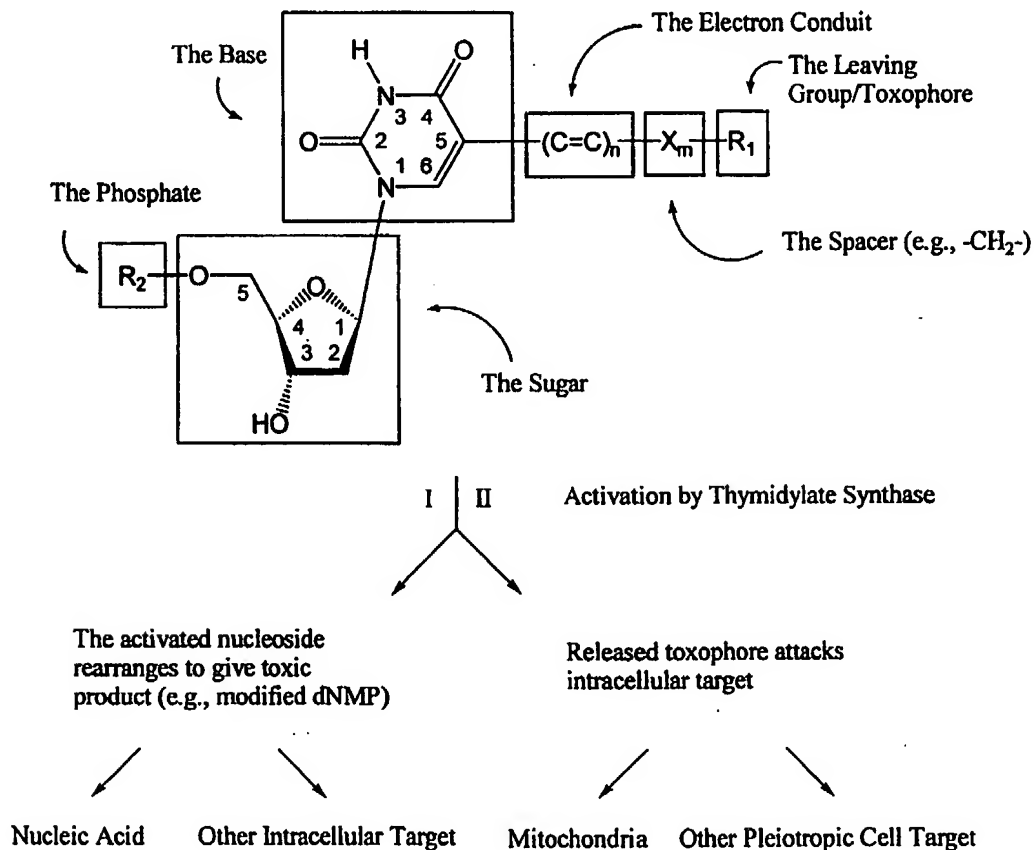 The Electron Conduit
The Base
The Leaving
Group/Toxophore
H
O
N
3
4
O
2
5
(C=C)n
Xm
R1
1
6
N
The Phosphate
The Spacer (e.g., -CH2-)
R2
O
5
O
4
1
3
2
The Sugar
HO
I
II
Activation by Thymidylate Synthase
The activated nucleoside
rearranges to give toxic
product (e.g., modified dNMP)
Released toxophore attacks
intracellular target
Nucleic Acid
Other Intracellular Target
Mitochondria
Other Pleiotropic Cell Target